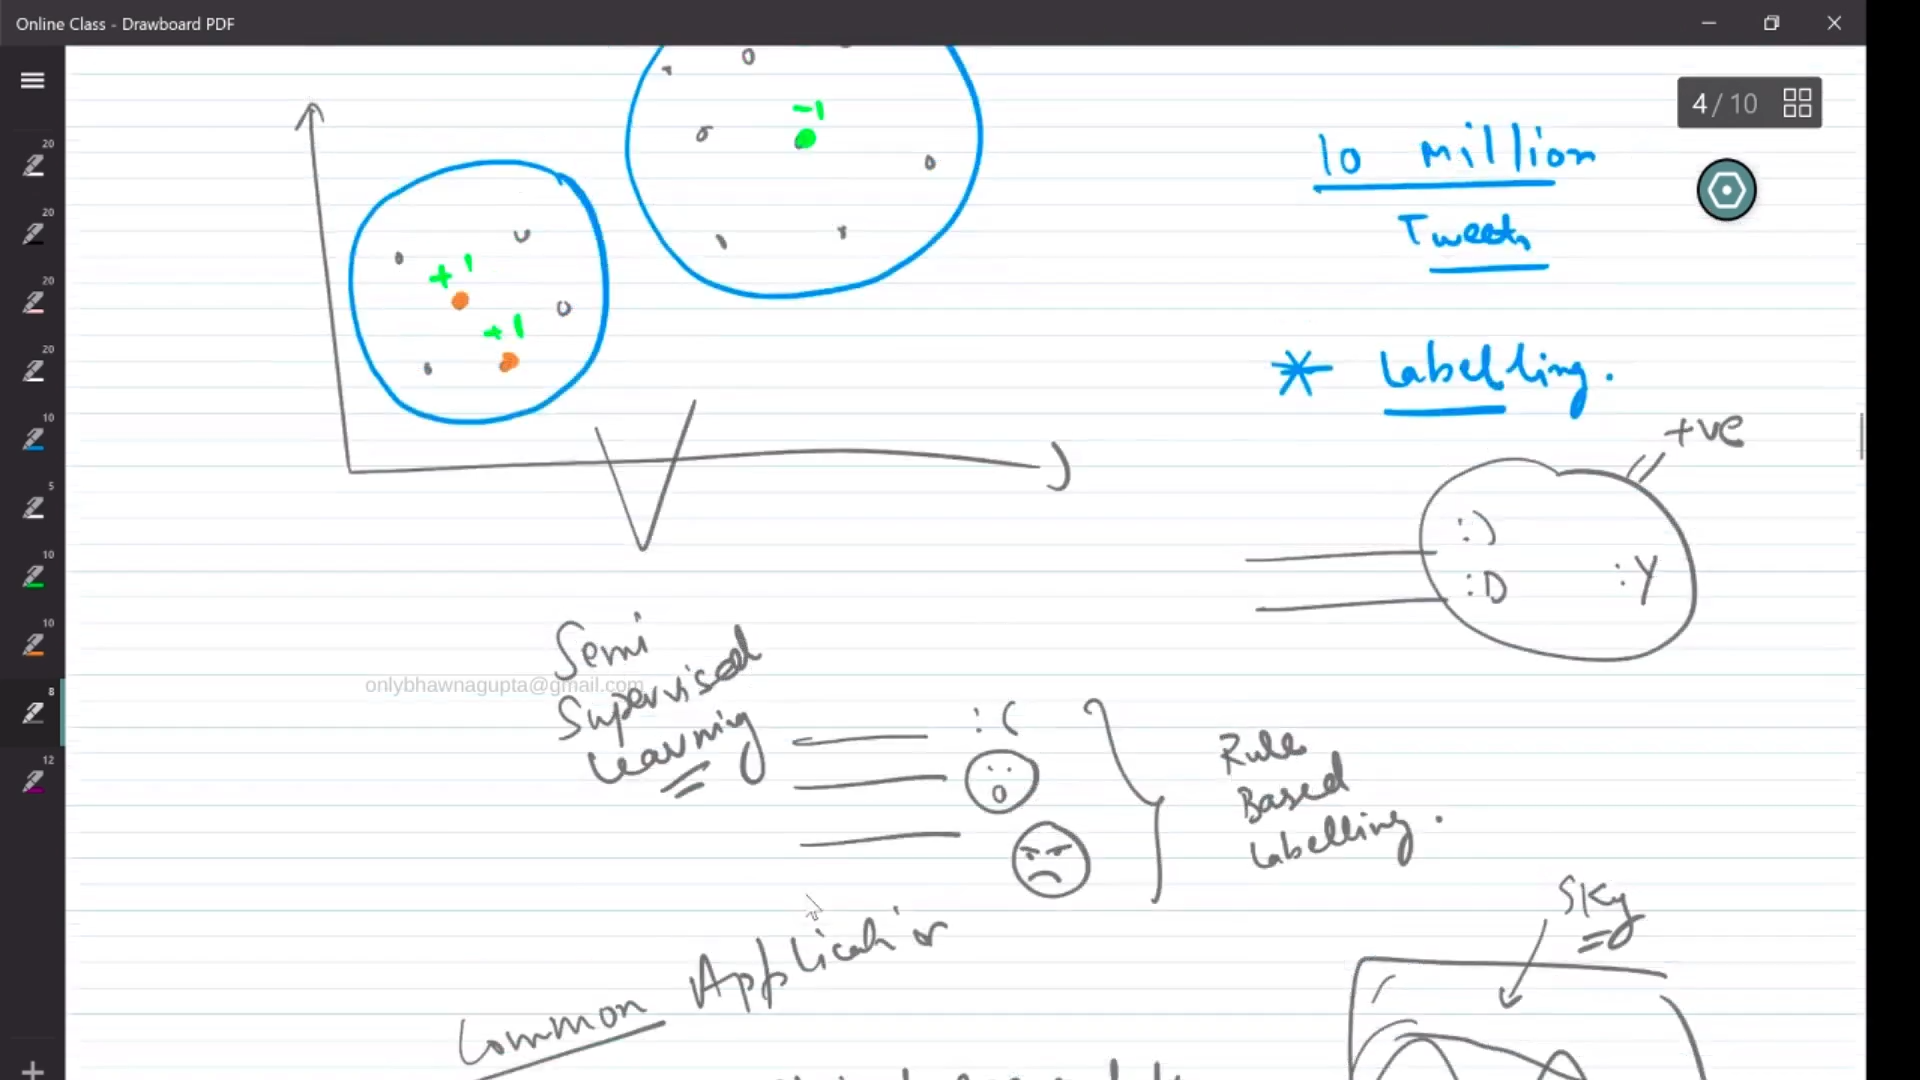 Online Class - Drawboard PDF
4 / 10
20
20
20
20
10
5
10
10
8
12
-1
+1
+1
10 million
Tweets
* Labelling.
+ve
:)
:D
:Y
Semi
Supervised
Learning
onlybhawnagupta@gmail.com
:(
Rule
Based
Labelling.
Sky
Common Application